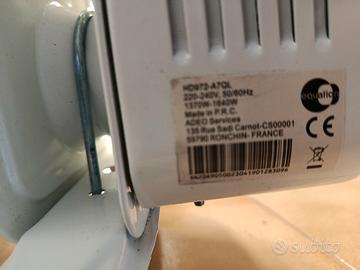 HD972-A7QL
220-240V, 50/60Hz
1370W-1640W
Made in P.R.C.
ADEO Services
135 Rue Sadi Carnot-CS00001
59790 RONCHIN- FRANCE
equation
CE
subito